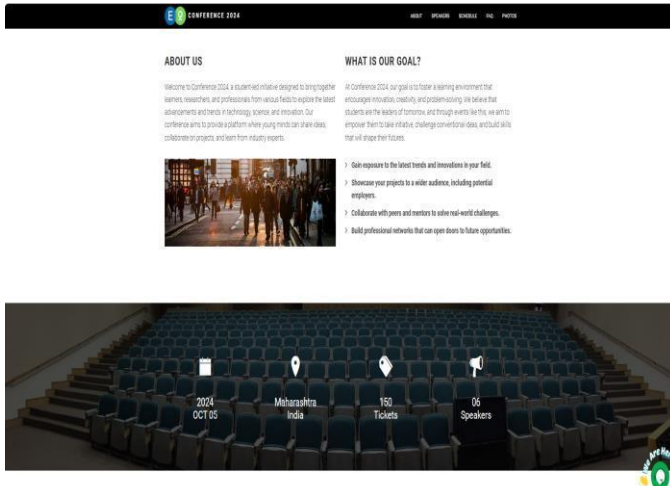 CONFERENCE 2024
ABOUT SPEAKERS SCHEDULE FAQ PHOTOS
ABOUT US
Welcome to Conference 2024, a student-led initiative designed to bring together
learners, researchers, and professionals from various fields to explore the latest
advancements and trends in technology, science, and innovation. Our
conference aims to provide a platform where young minds can share ideas,
collaborate on projects, and learn from industry experts.
WHAT IS OUR GOAL?
At Conference 2024, our goal is to foster a learning environment that
encourages innovation, creativity, and problem-solving. We believe that
students are the leaders of tomorrow, and through events like this, we aim to
empower them to take initiative, challenge conventional ideas, and build skills
that will shape their futures.
Gain exposure to the latest trends and innovations in your field.
Showcase your projects to a wider audience, including potential
employers.
Collaborate with peers and mentors to solve real-world challenges.
Build professional networks that can open doors to future opportunities.
2024
OCT 05
Maharashtra
India
150
Tickets
06
Speakers
We Are Here